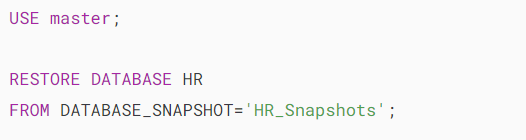 USE master;
RESTORE DATABASE HR
FROM DATABASE_SNAPSHOT='HR_Snapshots';